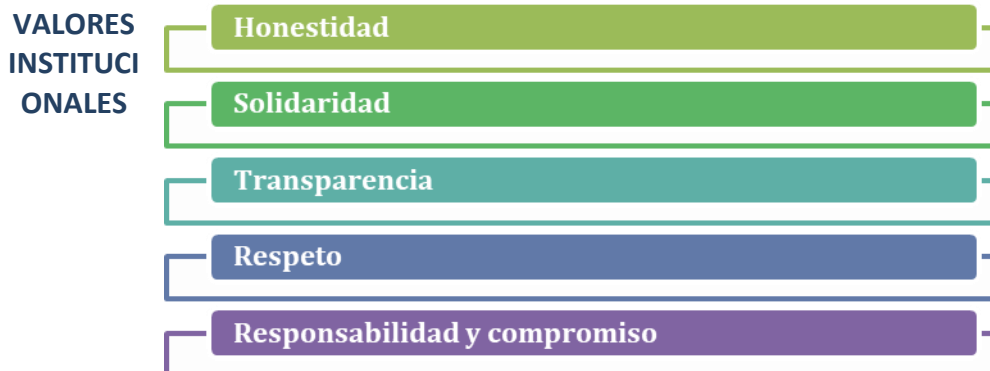 VALORES
INSTITUCI
ONALES
Honestidad
Solidaridad
Transparencia
Respeto
Responsabilidad y compromiso